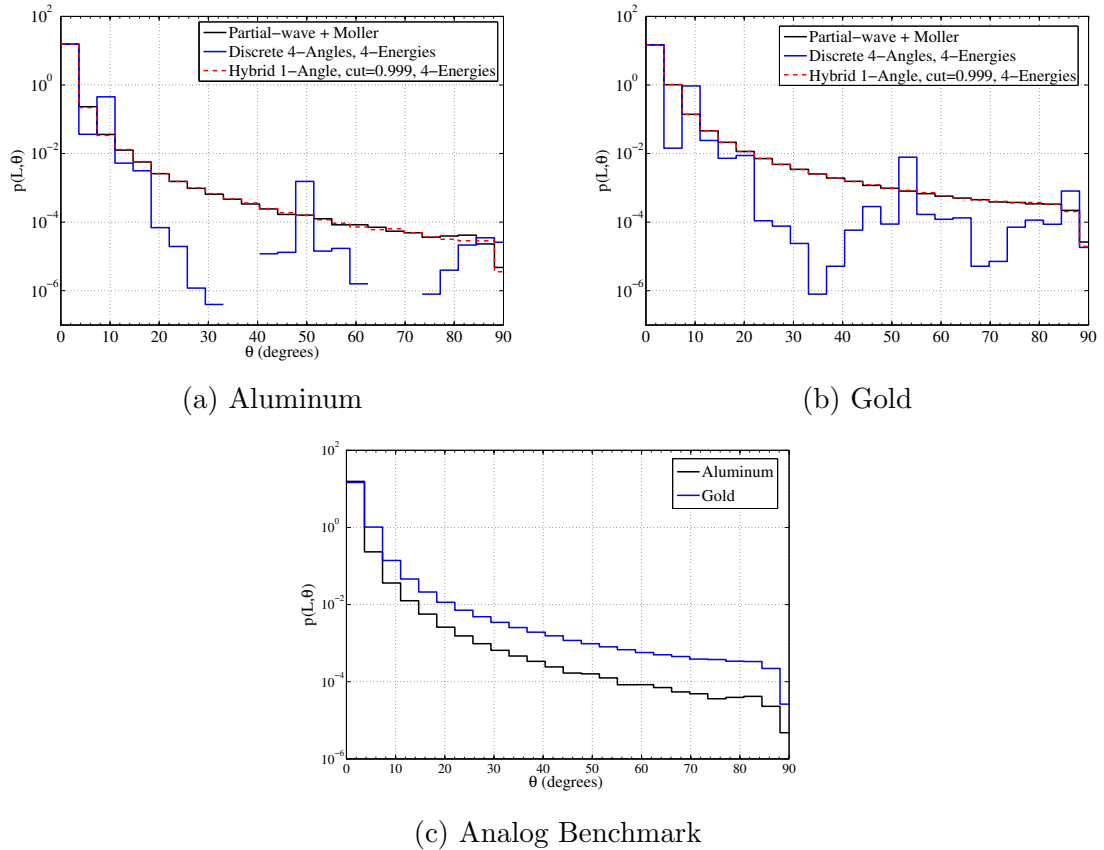 10^2
10^0
10^-2
10^-4
10^-6
p(L,θ)
Partial-wave + Moller
Discrete 4-Angles, 4-Energies
Hybrid 1-Angle, cut=0.999, 4-Energies
0 10 20 30 40 50 60 70 80 90
θ (degrees)
(a) Aluminum
10^2
10^0
10^-2
10^-4
10^-6
p(L,θ)
Partial-wave + Moller
Discrete 4-Angles, 4-Energies
Hybrid 1-Angle, cut=0.999, 4-Energies
0 10 20 30 40 50 60 70 80 90
θ (degrees)
(b) Gold
10^2
10^0
10^-2
10^-4
10^-6
p(L,θ)
Aluminum
Gold
0 10 20 30 40 50 60 70 80 90
θ (degrees)
(c) Analog Benchmark